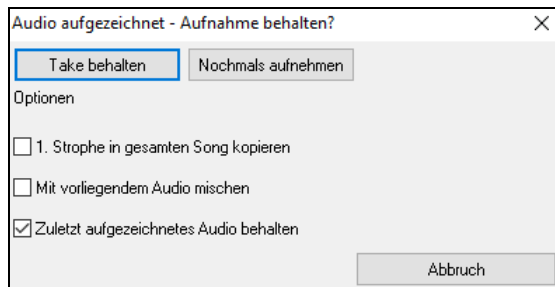 Audio aufgezeichnet - Aufnahme behalten?
Take behalten Nochmals aufnehmen
Optionen
1. Strophe in gesamten Song kopieren
Mit vorliegendem Audio mischen
Zuletzt aufgezeichnetes Audio behalten
Abbruch